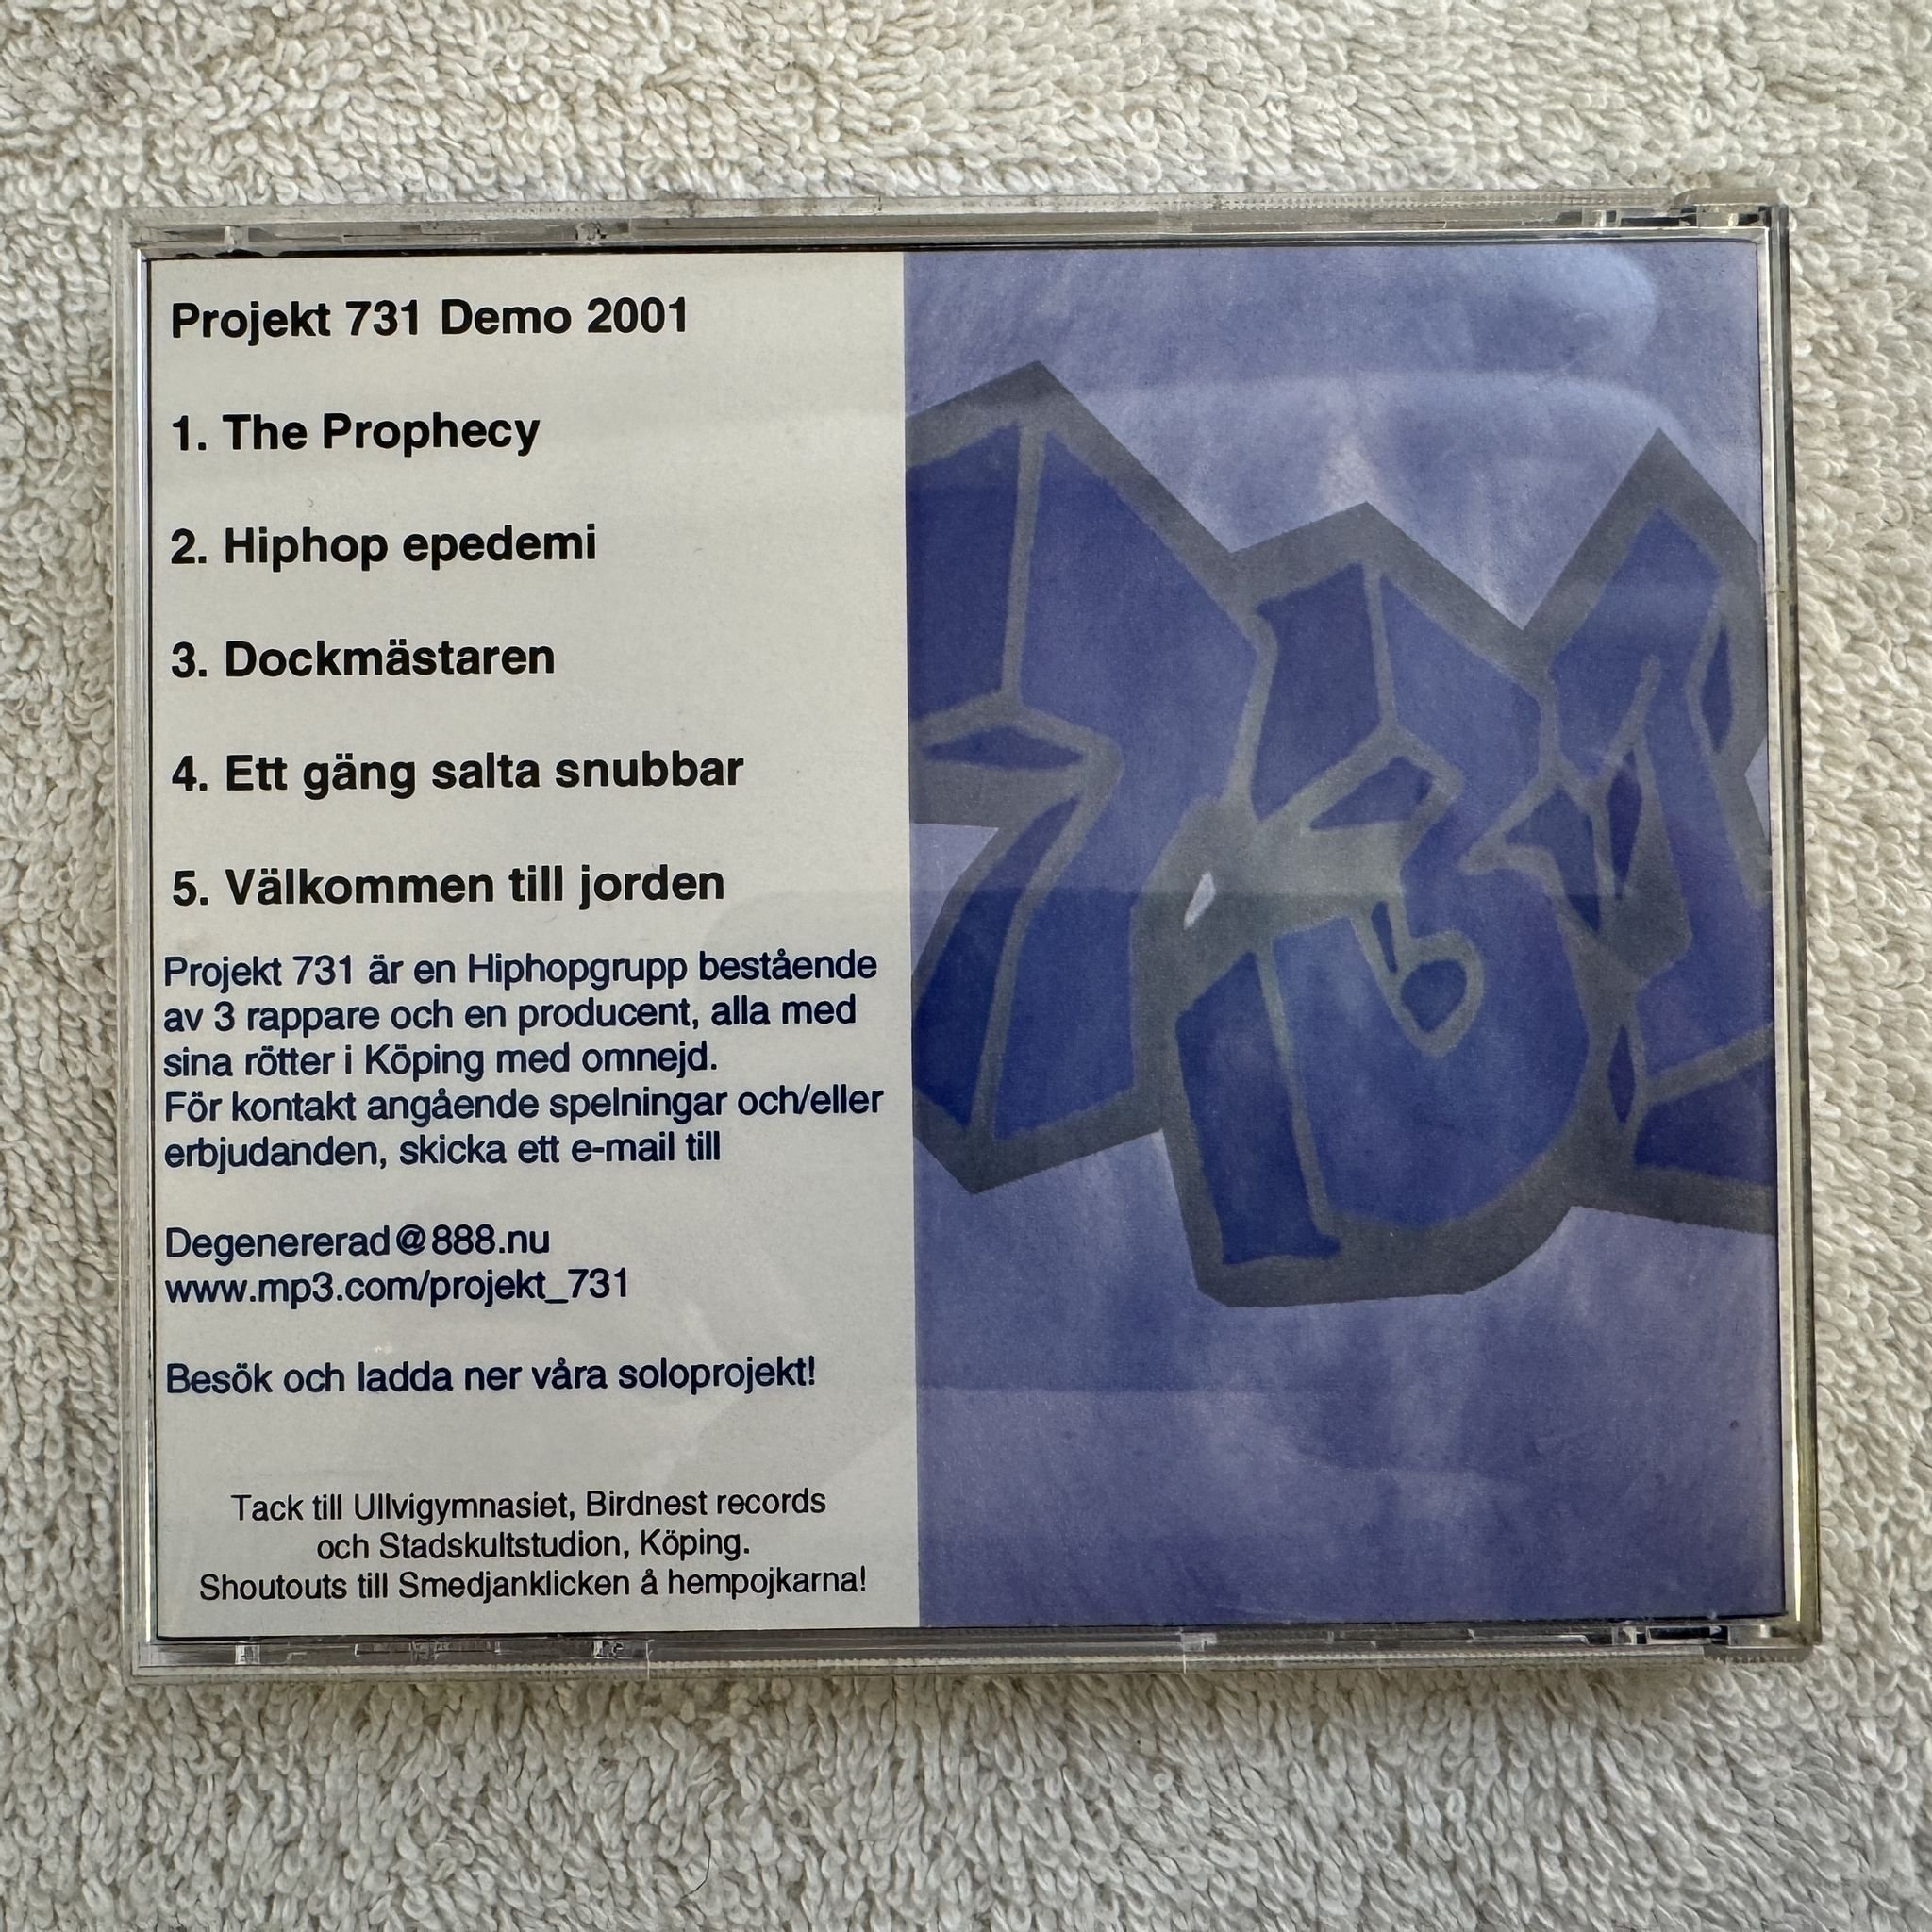 Projekt 731 Demo 2001
1. The Prophecy
2. Hiphop epedemi
3. Dockmästaren
4. Ett gäng salta snubbar
5. Välkommen till jorden
Projekt 731 är en Hiphopgrupp bestående
av 3 rappare och en producent, alla med
sina rötter i Köping med omnejd.
För kontakt angående spelningar och/eller
erbjudanden, skicka ett e-mail till
Degenererad@888.nu
www.mp3.com/projekt_731
Besök och ladda ner våra soloprojekt!
Tack till Ullvigymnasiet, Birdnest records
och Stadskultstudion, Köping.
Shoutouts till Smedjanklicken å hempojkarna!
731